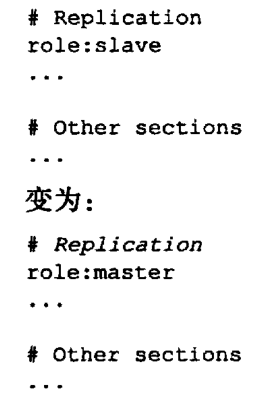 # Replication
role:slave
...
# Other sections
...
变为：
# Replication
role:master
...
# Other sections
...